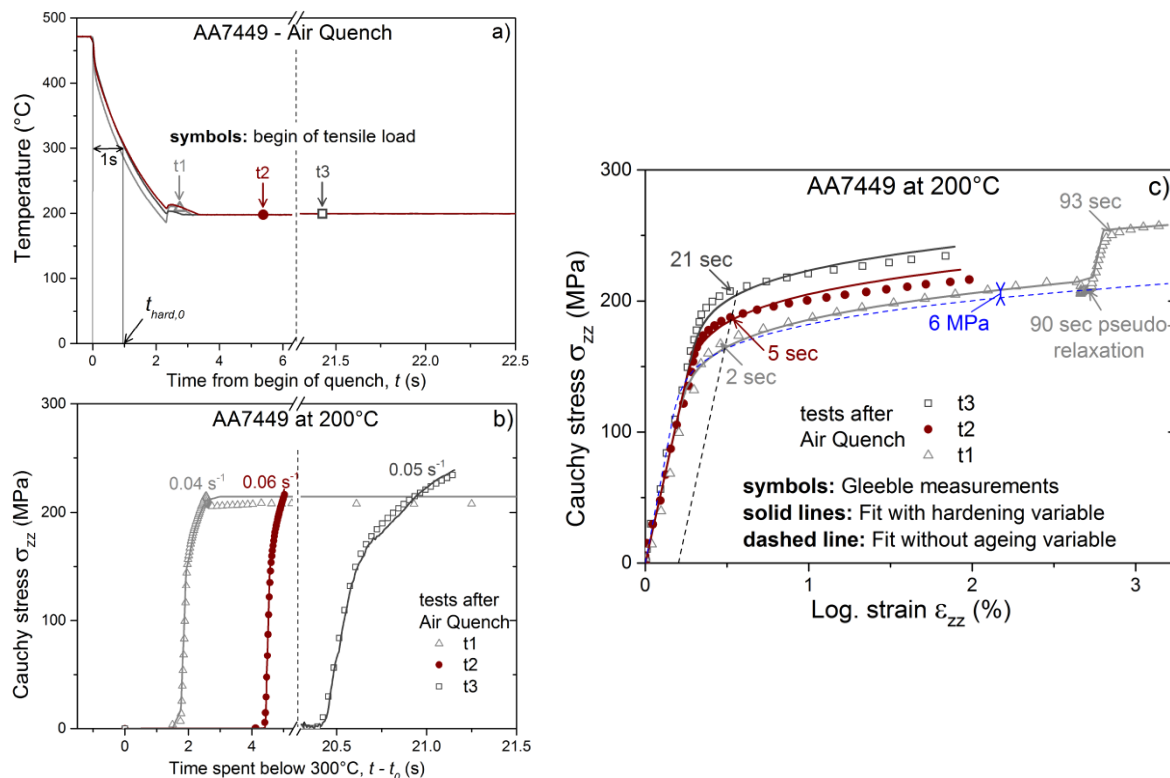 AA7449 - Air Quench
a)
500
400
300
200
100
0
Temperature (°C)
symbols: begin of tensile load
1s
t1
t2
t3
t_hard,0
0
2
4
6
21.5
22.0
22.5
Time from begin of quench, t (s)
AA7449 at 200°C
b)
300
200
100
0
Cauchy stress σzz (MPa)
0.04 s⁻¹
0.06 s⁻¹
0.05 s⁻¹
tests after
Air Quench
t1
t2
t3
0
2
4
20.5
21.0
21.5
Time spent below 300°C, t - t₀ (s)
AA7449 at 200°C
c)
300
200
100
0
Cauchy stress σzz (MPa)
93 sec
21 sec
6 MPa
90 sec pseudo-
relaxation
5 sec
2 sec
tests after
Air Quench
t3
t2
t1
symbols: Gleeble measurements
solid lines: Fit with hardening variable
dashed line: Fit without ageing variable
0
1
2
3
Log. strain εzz (%)